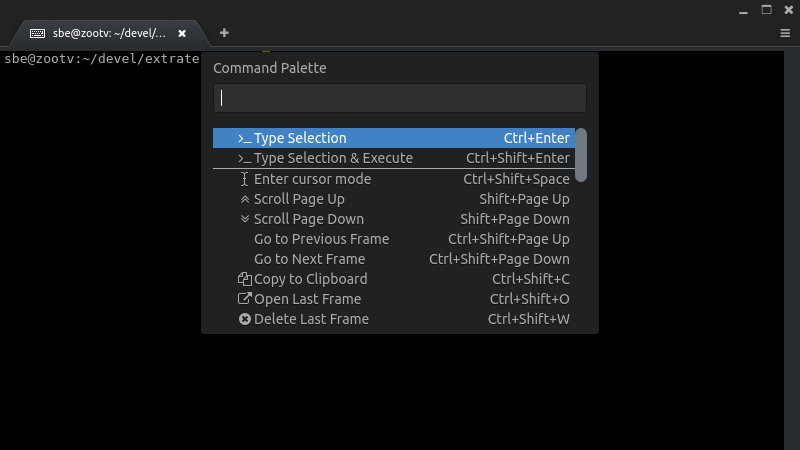 sbe@zootv: ~/devel/...
sbe@zootv:~/devel/extrate
Command Palette
Type Selection Ctrl+Enter
Type Selection & Execute Ctrl+Shift+Enter
Enter cursor mode Ctrl+Shift+Space
Scroll Page Up Shift+Page Up
Scroll Page Down Shift+Page Down
Go to Previous Frame Ctrl+Shift+Page Up
Go to Next Frame Ctrl+Shift+Page Down
Copy to Clipboard Ctrl+Shift+C
Open Last Frame Ctrl+Shift+O
Delete Last Frame Ctrl+Shift+W